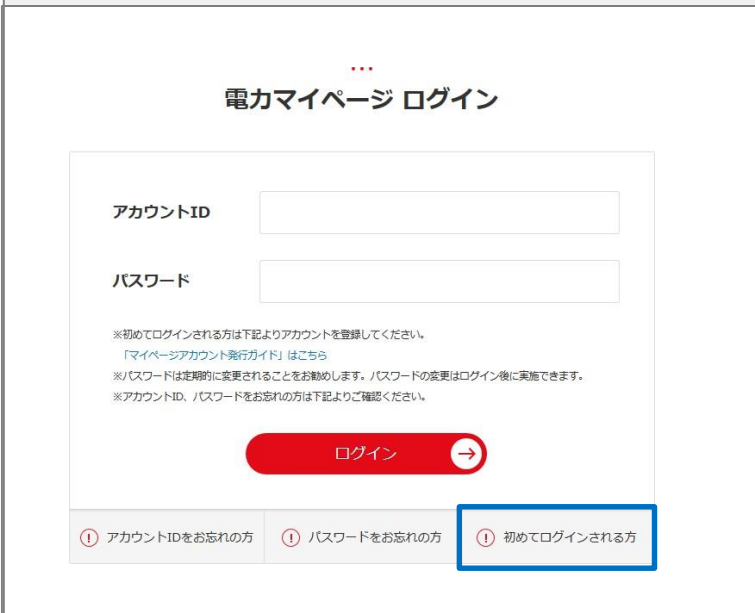 電力マイページ ログイン
アカウントID
パスワード
※初めてログインされる方は下記よりアカウントを登録してください。
「マイページアカウント発行ガイド」はこちら
※パスワードは定期的に変更されることをお勧めします。パスワードの変更はログイン後に実施できます。
※アカウントID、パスワードをお忘れの方は下記よりご確認ください。
ログイン
アカウントIDをお忘れの方
パスワードをお忘れの方
初めてログインされる方